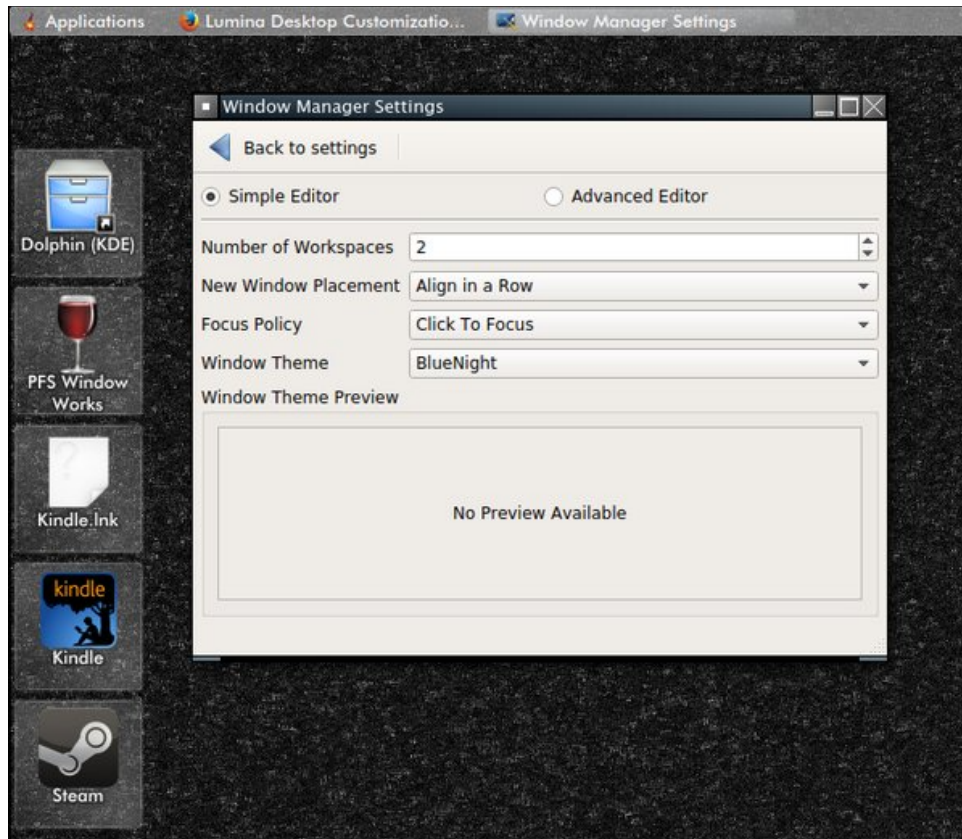 Applications
Lumina Desktop Customizatio...
Window Manager Settings
Window Manager Settings
Back to settings
Simple Editor
Advanced Editor
Number of Workspaces 2
New Window Placement Align in a Row
Focus Policy Click To Focus
Window Theme BlueNight
Window Theme Preview
No Preview Available
Dolphin (KDE)
PFS Window
Works
?
Kindle.lnk
kindle
Kindle
Steam